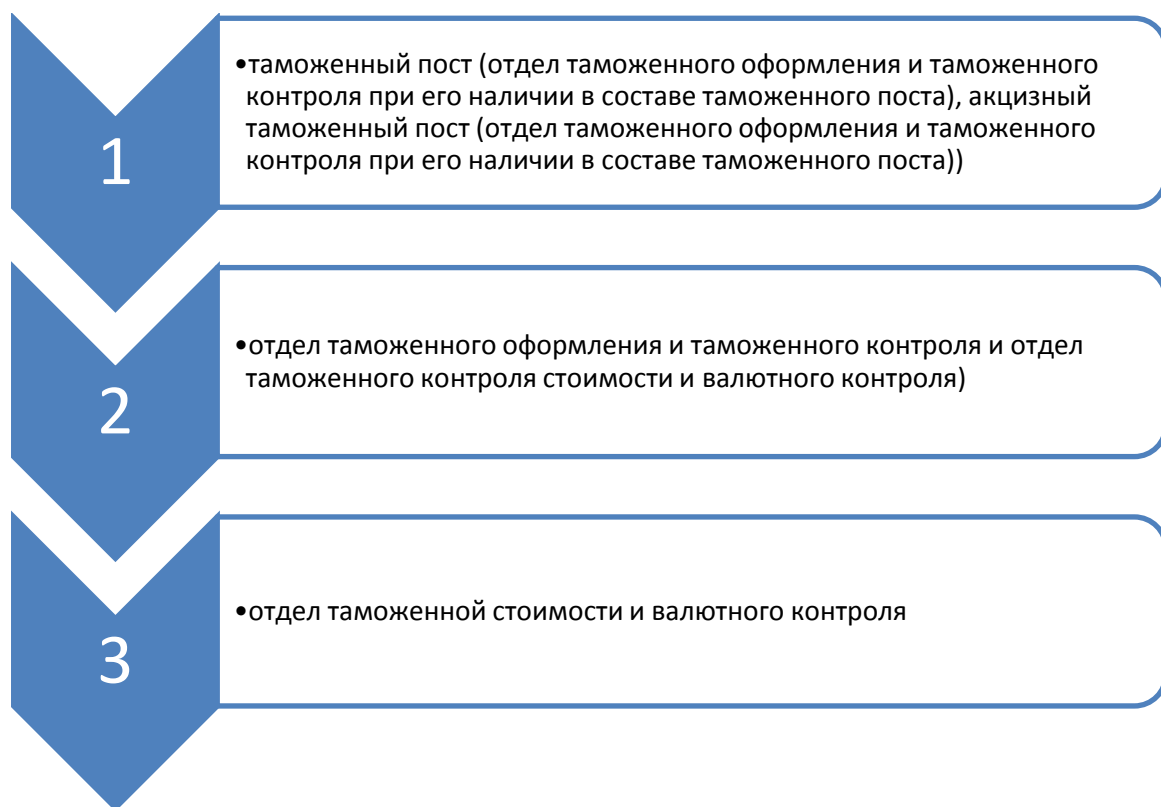 1
•таможенный пост (отдел таможенного оформления и таможенного
контроля при его наличии в составе таможенного поста), акцизный
таможенный пост (отдел таможенного оформления и таможенного
контроля при его наличии в составе таможенного поста))
2
•отдел таможенного оформления и таможенного контроля и отдел
таможенного контроля стоимости и валютного контроля)
3
•отдел таможенной стоимости и валютного контроля